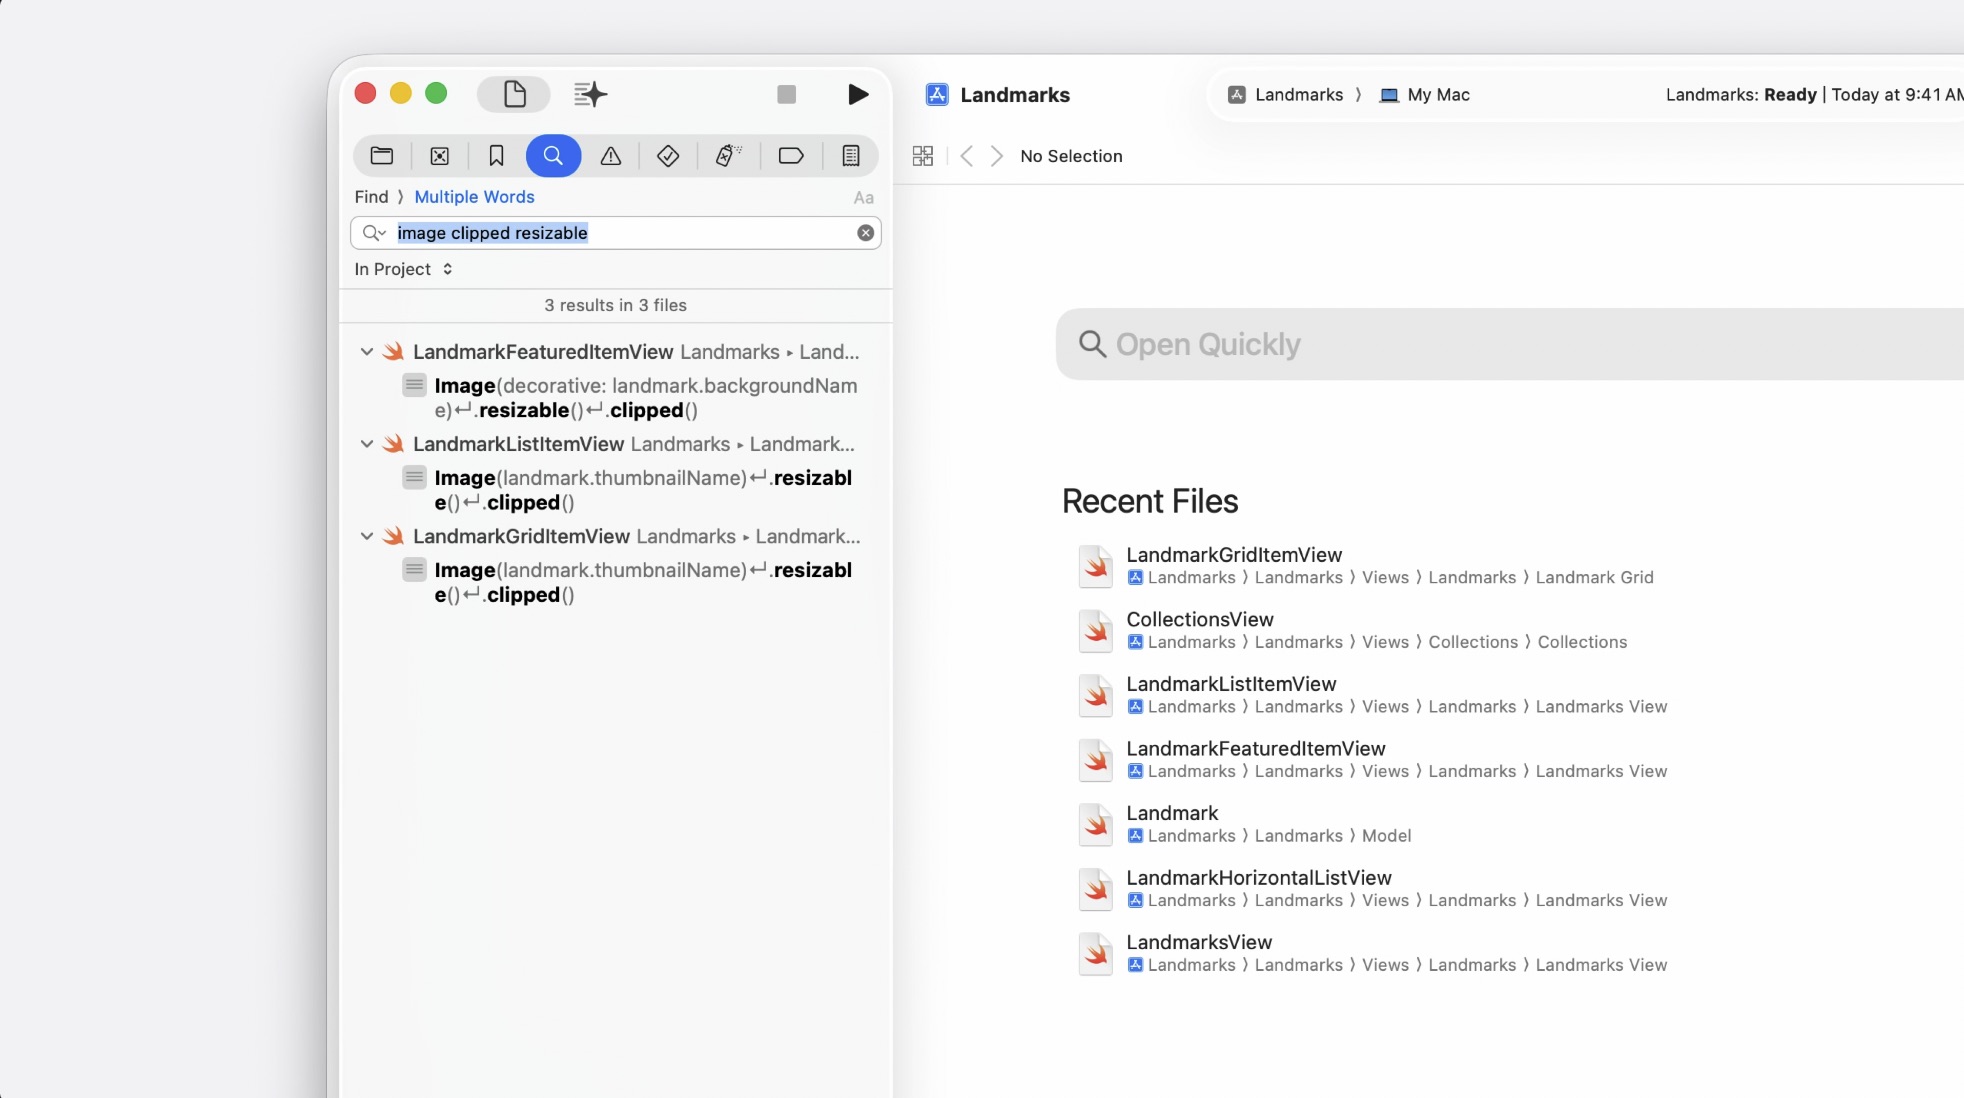 Landmarks
Landmarks ⟩ My Mac
Landmarks: Ready | Today at 9:41 AM
No Selection
Find ⟩ Multiple Words
Aa
image clipped resizable
In Project
3 results in 3 files
LandmarkFeaturedItemView Landmarks ▸ Land...
Image(decorative: landmark.backgroundNam
e)↵.resizable()↵.clipped()
LandmarkListItemView Landmarks ▸ Landmark...
Image(landmark.thumbnailName)↵.resizabl
e()↵.clipped()
LandmarkGridItemView Landmarks ▸ Landmark...
Image(landmark.thumbnailName)↵.resizabl
e()↵.clipped()
Open Quickly
Recent Files
LandmarkGridItemView
Landmarks ⟩ Landmarks ⟩ Views ⟩ Landmarks ⟩ Landmark Grid
CollectionsView
Landmarks ⟩ Landmarks ⟩ Views ⟩ Collections ⟩ Collections
LandmarkListItemView
Landmarks ⟩ Landmarks ⟩ Views ⟩ Landmarks ⟩ Landmarks View
LandmarkFeaturedItemView
Landmarks ⟩ Landmarks ⟩ Views ⟩ Landmarks ⟩ Landmarks View
Landmark
Landmarks ⟩ Landmarks ⟩ Model
LandmarkHorizontalListView
Landmarks ⟩ Landmarks ⟩ Views ⟩ Landmarks ⟩ Landmarks View
LandmarksView
Landmarks ⟩ Landmarks ⟩ Views ⟩ Landmarks ⟩ Landmarks View